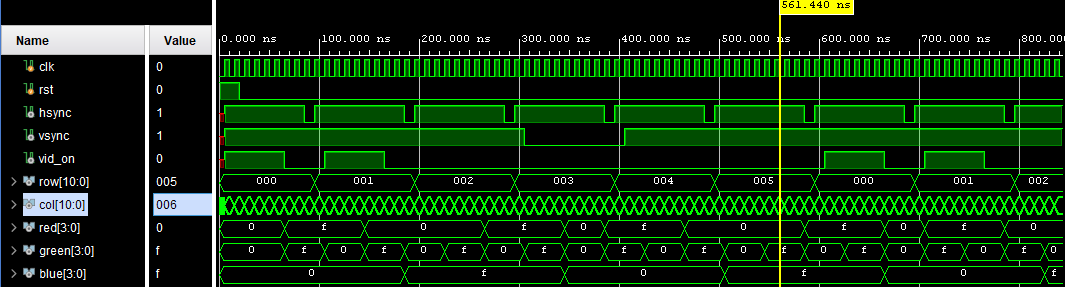 561.440 ns
Name Value 0.000 ns 100.000 ns 200.000 ns 300.000 ns 400.000 ns 500.000 ns 600.000 ns 700.000 ns 800.0
clk 0
rst 0
hsync 1
vsync 1
vid_on 0
row[10:0] 005 000 001 002 003 004 005 000 001 002
col[10:0] 006
red[3:0] 0 0 f 0 f 0 f 0 f 0 f 0
green[3:0] f 0 f 0 f 0 f 0 f 0 f 0 f 0 f 0 f 0 f 0 f 0
blue[3:0] f 0 f 0 f 0 f